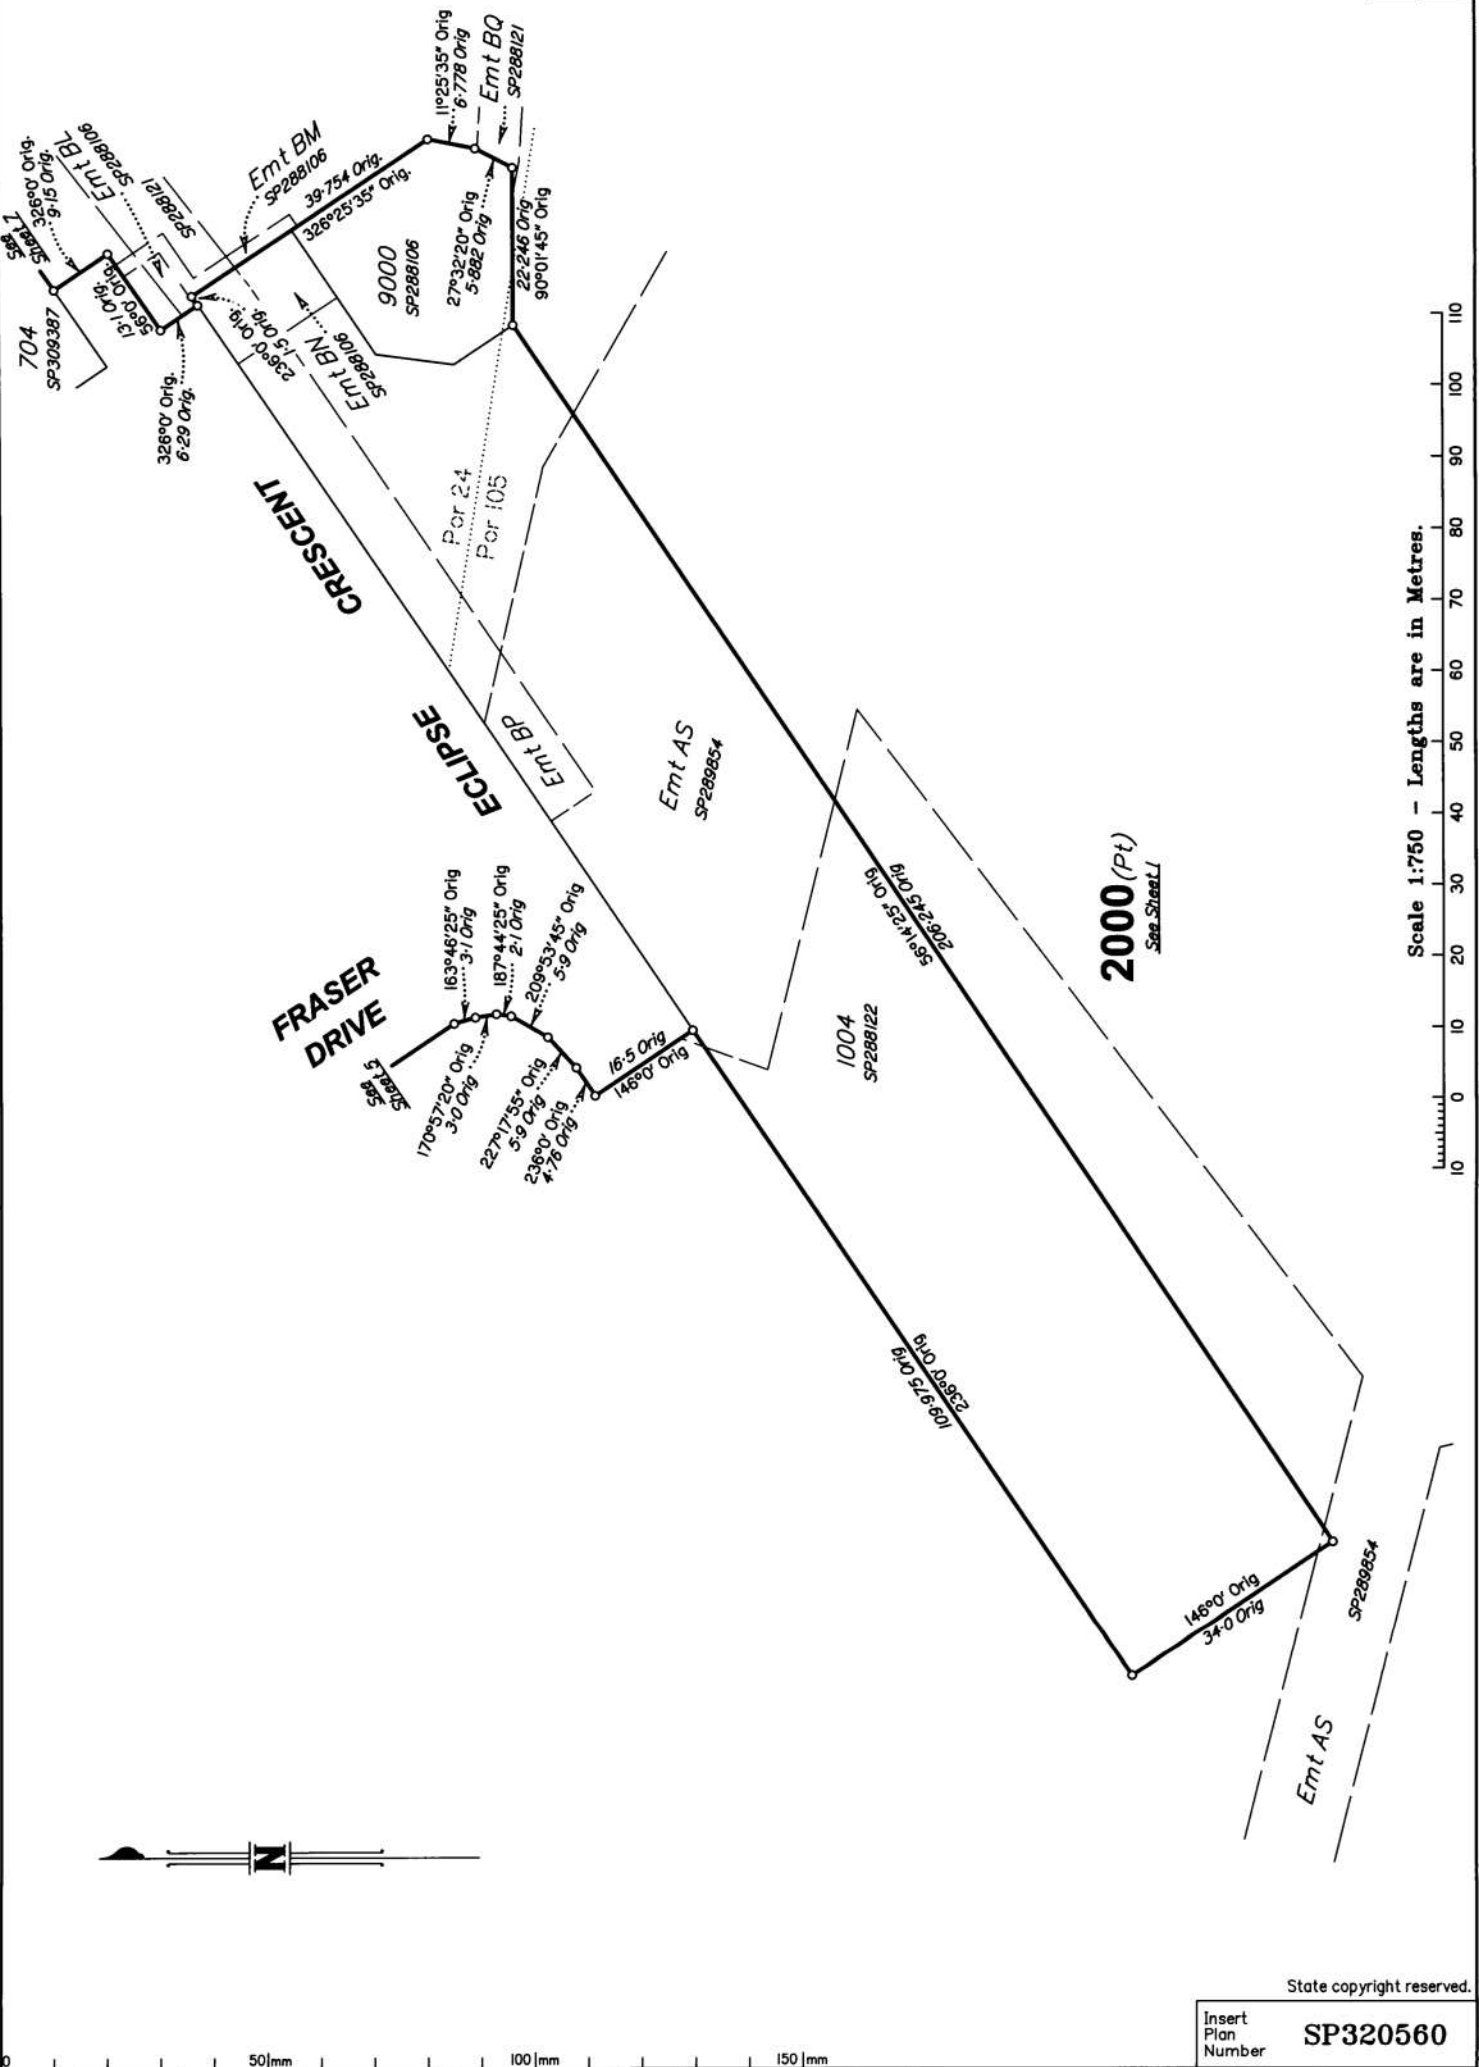 See
Sheet 7
326°0' Orig.
9·15 Orig.
704
SP309387
Emt BL
SP288106
SP288121
13·1 Orig.
56°0' Orig.
326°0' Orig.
6·29 Orig.
236°0' Orig.
1·5 Orig.
Emt BM
SP288106
39·754 Orig.
326°25'35" Orig.
Emt BN
SP288106
9000
SP288106
11°25'35" Orig
6·778 Orig
Emt BQ
SP288121
27°32'20" Orig
5·882 Orig
22·246 Orig
90°01'45" Orig
CRESCENT
ECLIPSE
Por 24
Por 105
Emt BP
Emt AS
SP289854
FRASER
DRIVE
See
Sheet 5
163°46'25" Orig
3·1 Orig
187°44'25" Orig
2·1 Orig
209°53'45" Orig
5·9 Orig
170°57'20" Orig
3·0 Orig
227°17'55" Orig
5·9 Orig
236°0' Orig
4·76 Orig
16·5 Orig
146°0' Orig
1004
SP288122
56°14'25" Orig
206·245 Orig
2000 (Pt)
See Sheet 1
109·975 Orig
236°0' Orig
146°0' Orig
34·0 Orig
Emt AS
SP289854
N
Scale 1:750 – Lengths are in Metres.
10 0 10 20 30 40 50 60 70 80 90 100 110
State copyright reserved.
Insert
Plan
Number
SP320560
0 50 mm 100 mm 150 mm